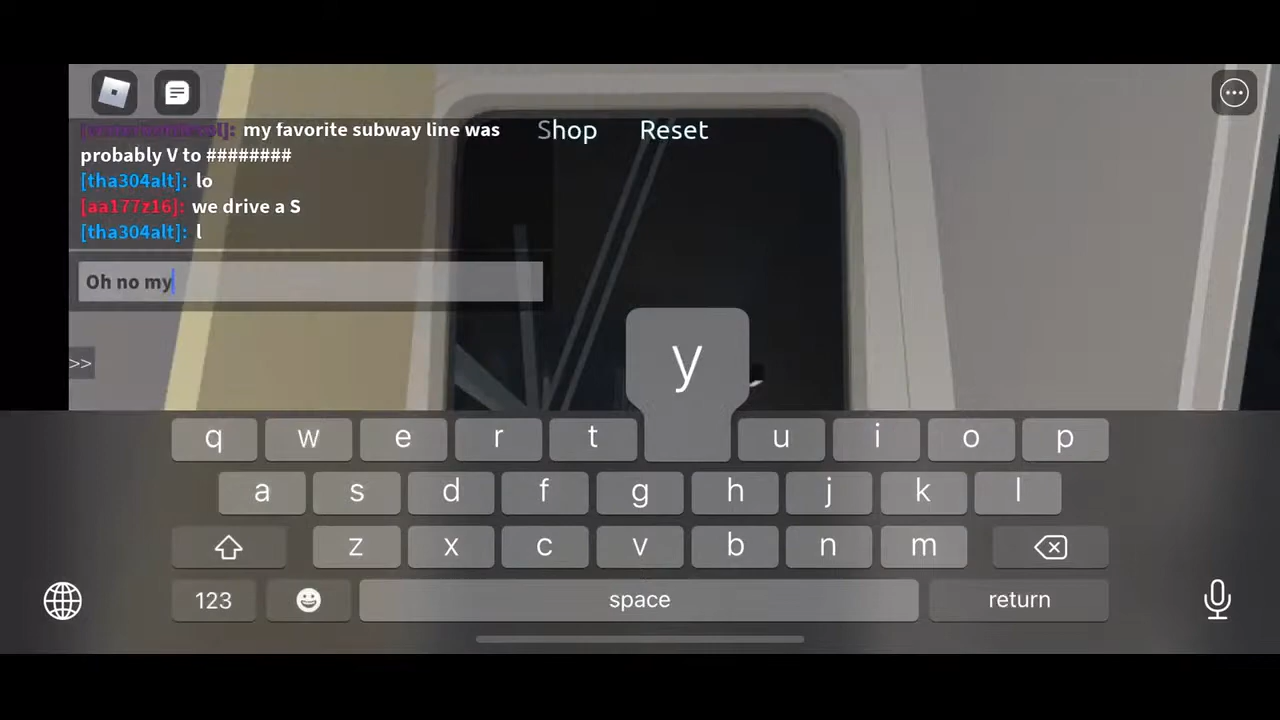 Shop Reset
my favorite subway line was
probably V to ########
[tha304alt]: lo
[aa177z16]: we drive a S
[tha304alt]: l
Oh no my
>>
y
q w e r t u i o p
a s d f g h j k l
z x c v b n m
123 space return